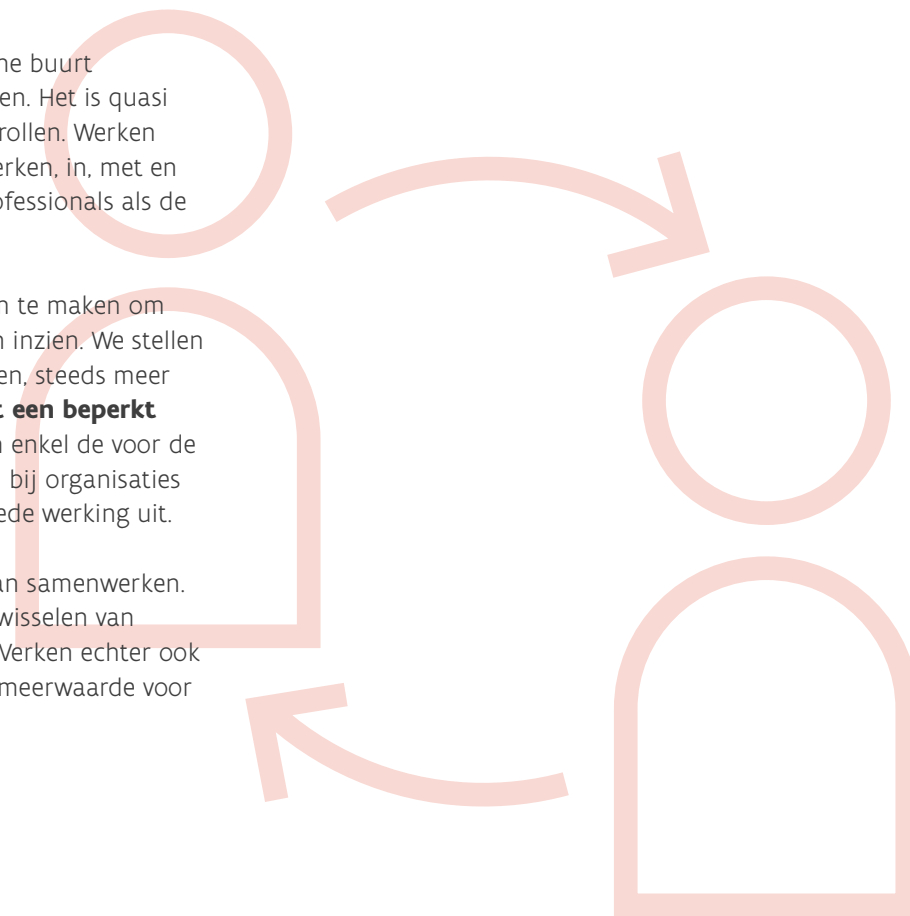 ne buurt
en. Het is quasi
rollen. Werken
erken, in, met en
ofessionals als de
n te maken om
n inzien. We stellen
en, steeds meer
t een beperkt
n enkel de voor de
bij organisaties
ede werking uit.
an samenwerken.
wisselen van
Werken echter ook
meerwaarde voor